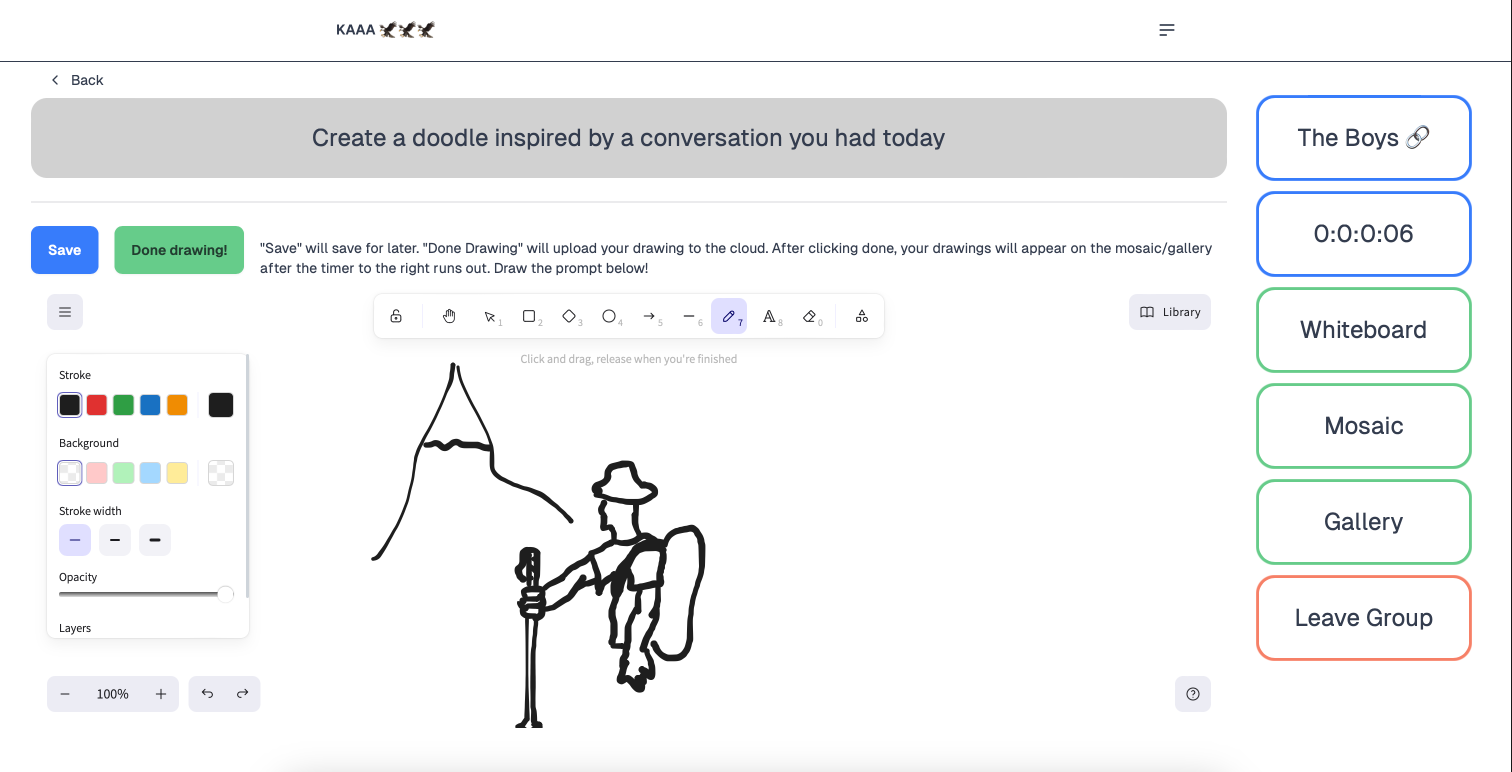 KAAA
Back
Create a doodle inspired by a conversation you had today
The Boys
Save
Done drawing!
"Save" will save for later. "Done Drawing" will upload your drawing to the cloud. After clicking done, your drawings will appear on the mosaic/gallery
after the timer to the right runs out. Draw the prompt below!
0:0:0:06
1
2
3
4
5
6
7
A
8
0
Library
Whiteboard
Click and drag, release when you're finished
Stroke
Background
Stroke width
Opacity
Layers
Mosaic
Gallery
Leave Group
100%